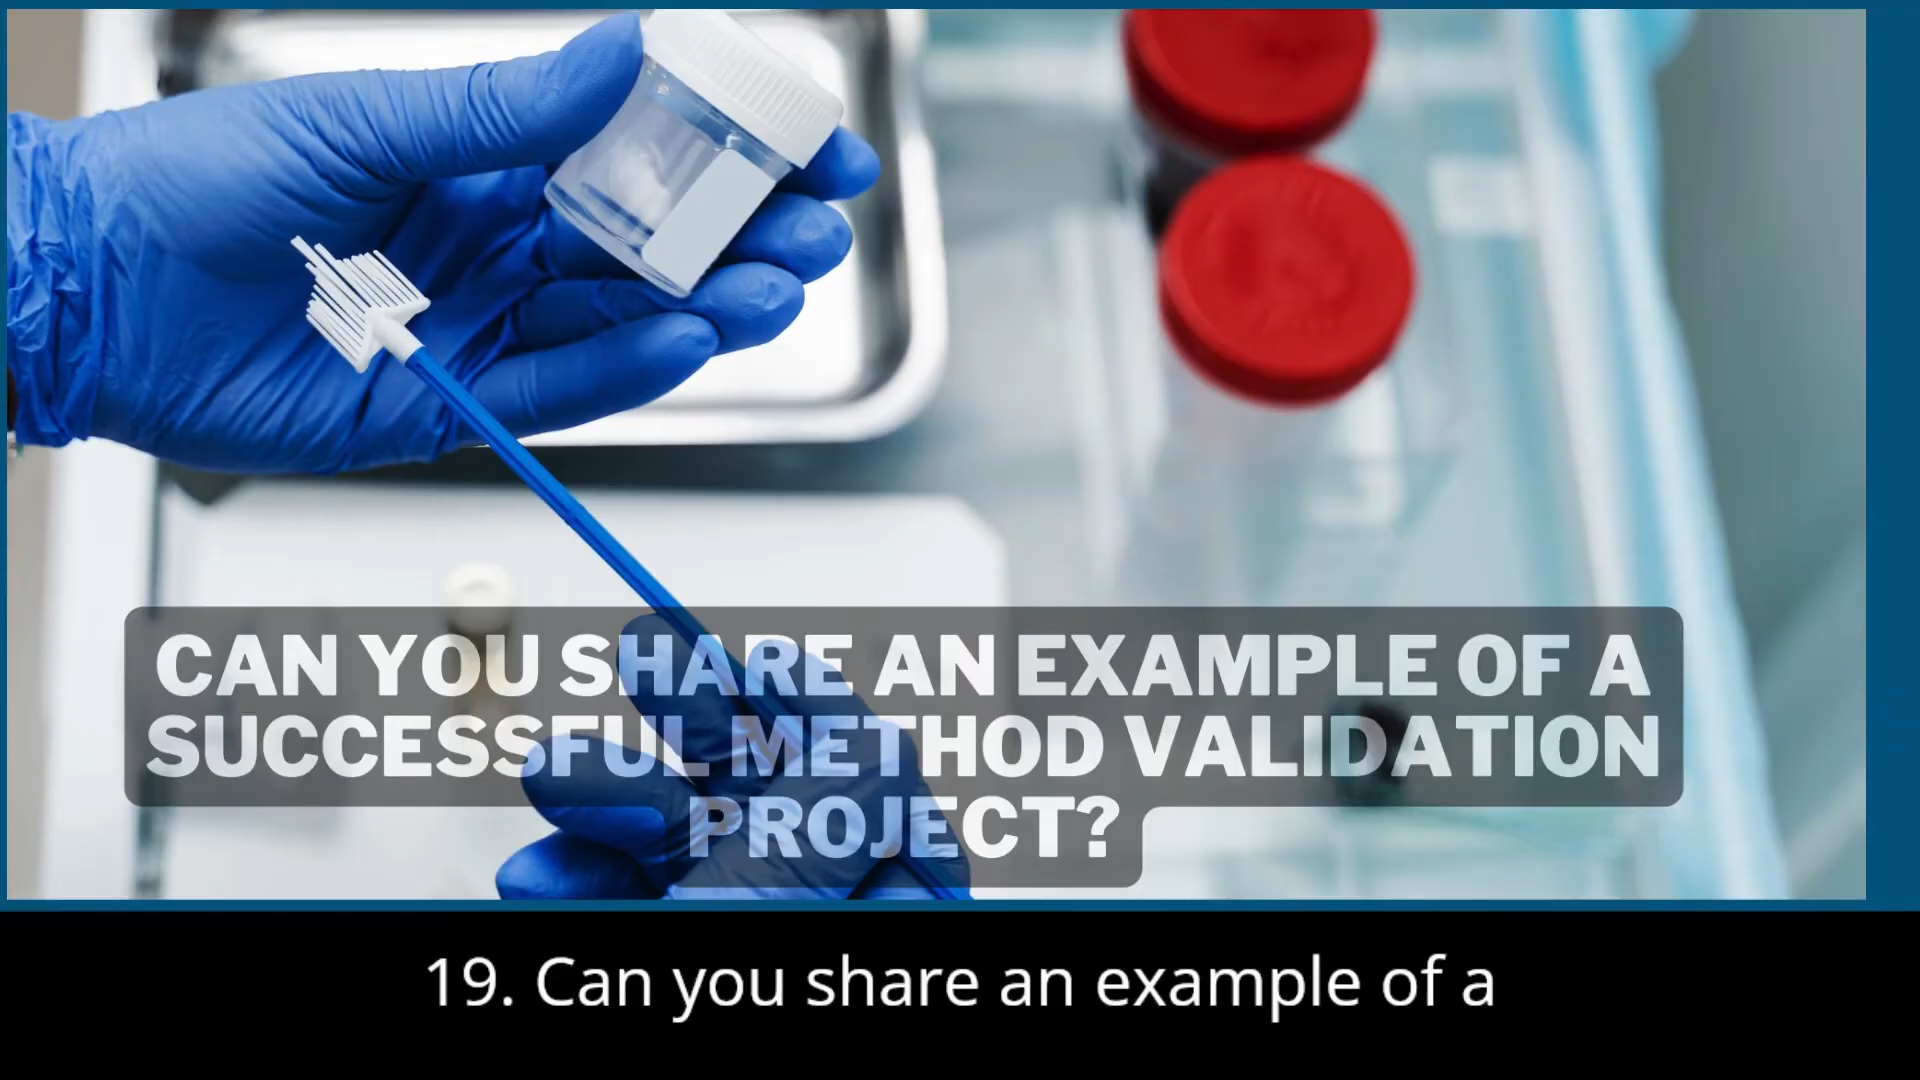 CAN YOU SHARE AN EXAMPLE OF A
SUCCESSFUL METHOD VALIDATION
PROJECT?
19. Can you share an example of a